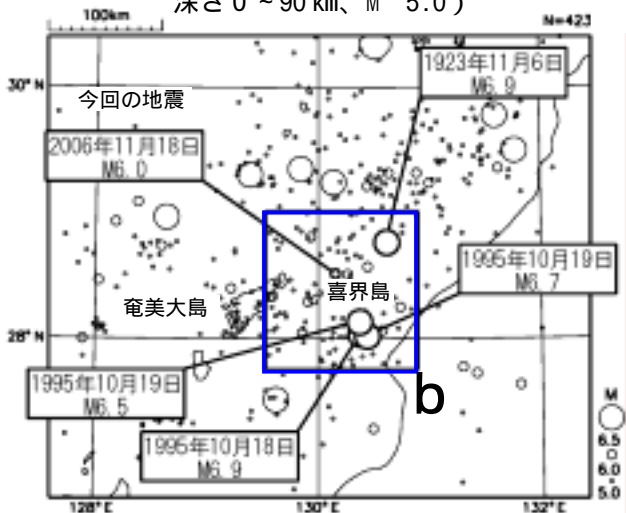 深さ0~90km、M 5.0)
100km
N=423
30°N
今回の地震
1923年11月6日
M6.9
2006年11月18日
M6.0
1995年10月19日
M6.7
奄美大島
喜界島
28°N
1995年10月19日
M6.5
b
1995年10月18日
M6.9
M
6.5
6.0
5.0
128°E
130°E
132°E